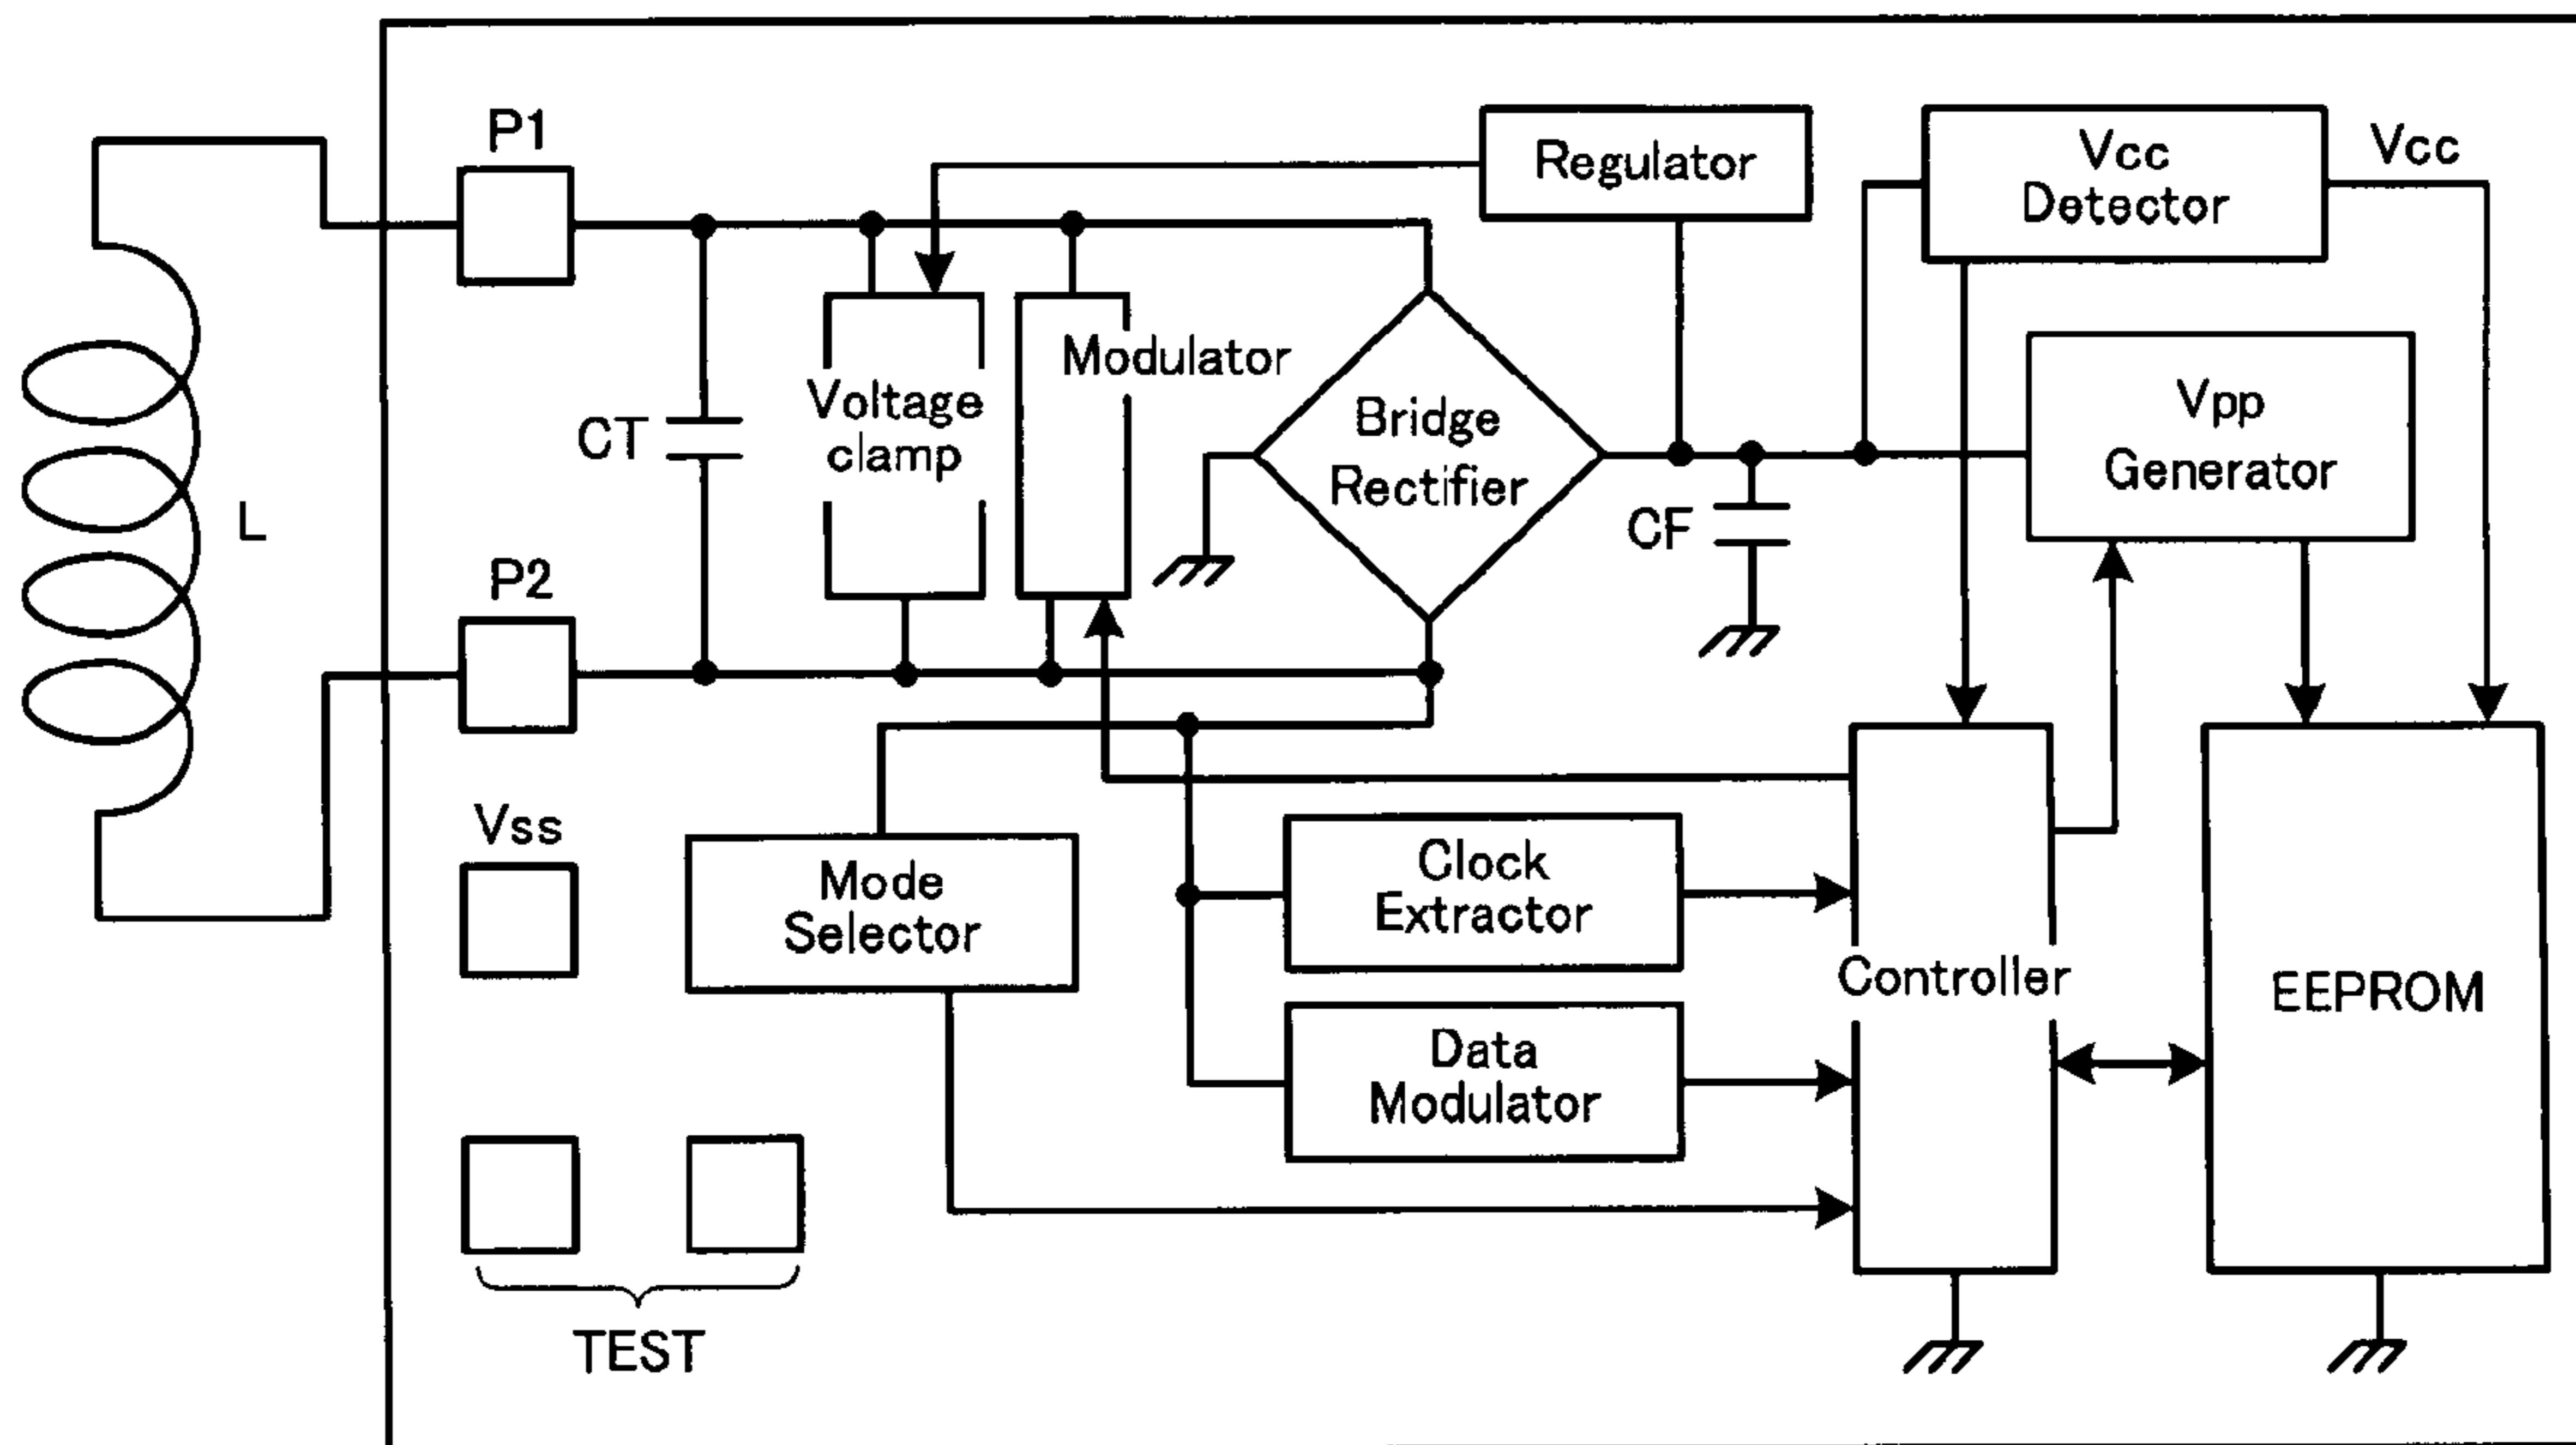 P1
Regulator
Vcc
Detector
Vcc
Modulator
Voltage
clamp
CT
Bridge
Rectifier
Vpp
Generator
CF
L
P2
Vss
Mode
Selector
Clock
Extractor
Controller
EEPROM
Data
Modulator
TEST